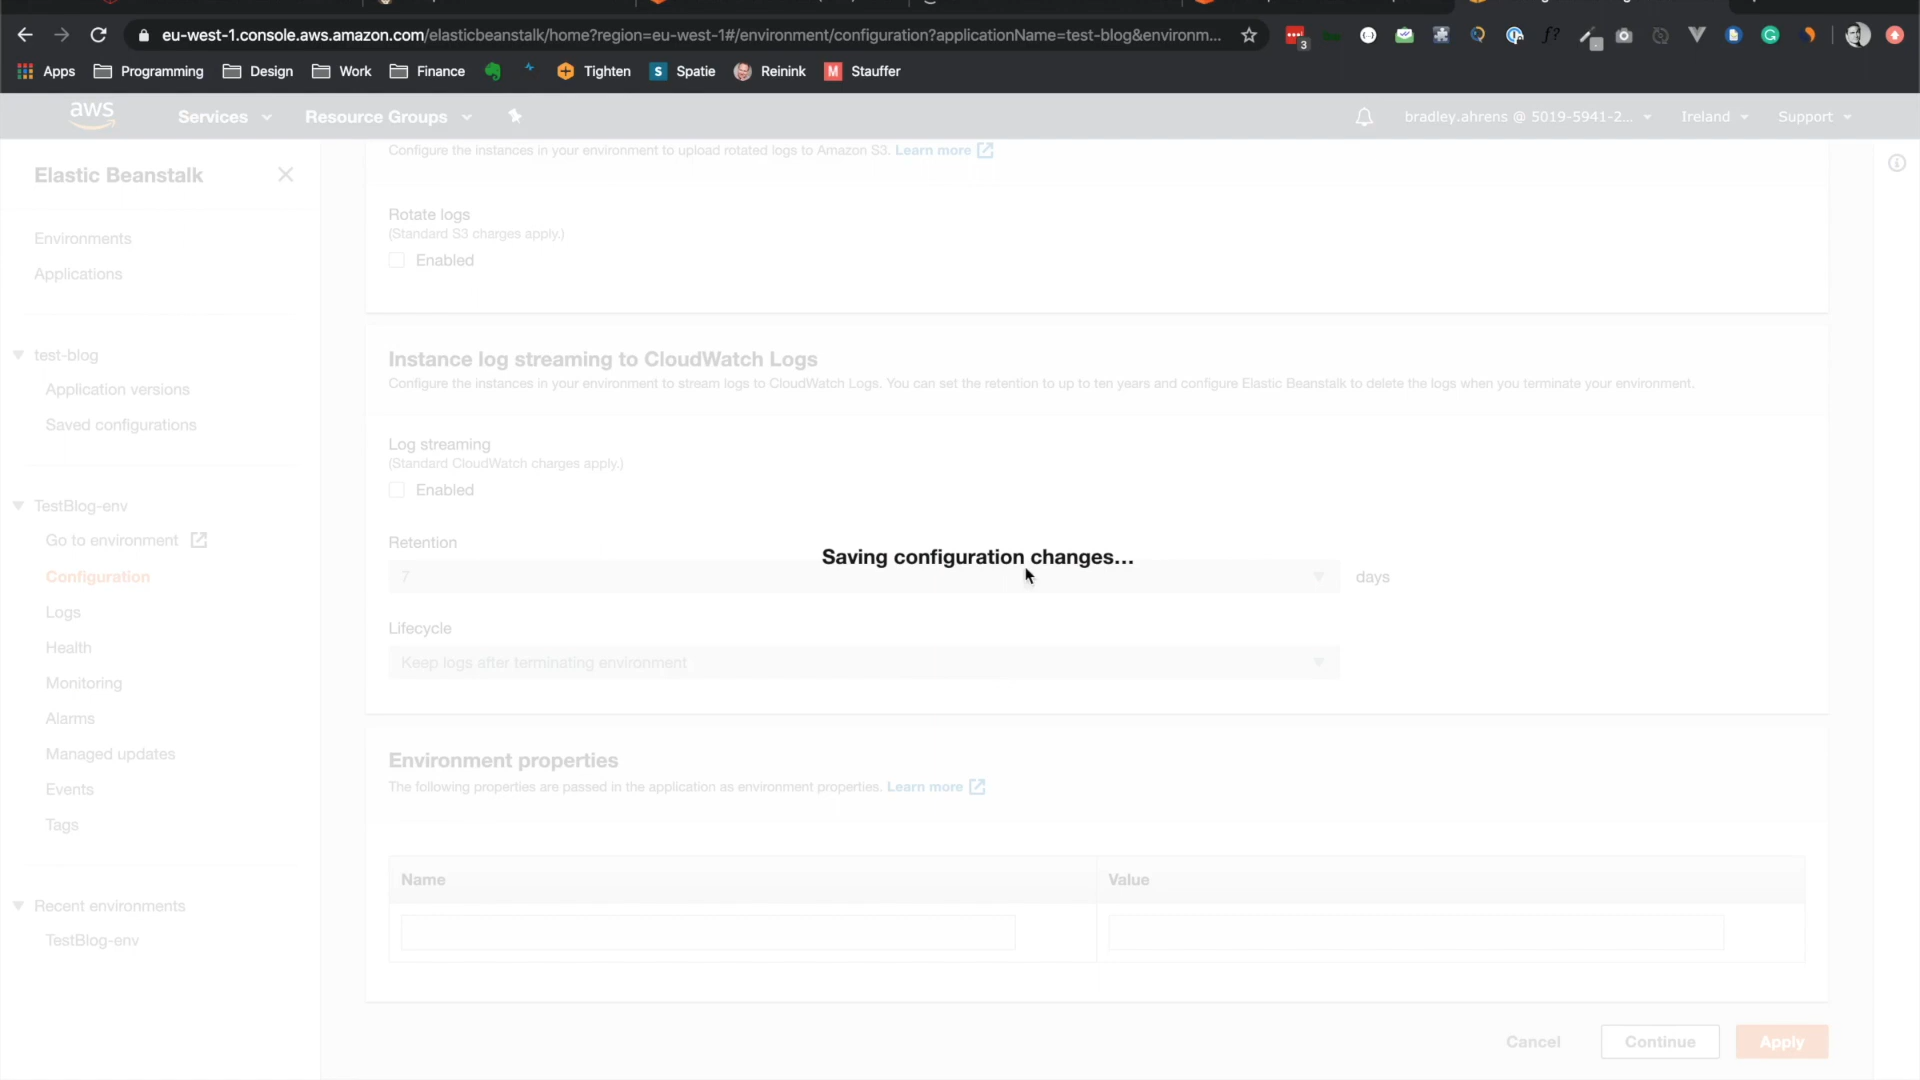 eu-west-1.console.aws.amazon.com/elasticbeanstalk/home?region=eu-west-1#/environment/configuration?applicationName=test-blog&environm...
3
Apps
Programming
Design
Work
Finance
Tighten
S
Spatie
Reinink
M
Stauffer
aws
Services
Resource Groups
bradley.ahrens @ 5019-5941-2...
Ireland
Support
Elastic Beanstalk
Environments
Applications
test-blog
Application versions
Saved configurations
TestBlog-env
Go to environment
Configuration
Logs
Health
Monitoring
Alarms
Managed updates
Events
Tags
Recent environments
TestBlog-env
Configure the instances in your environment to upload rotated logs to Amazon S3. Learn more
Rotate logs
(Standard S3 charges apply.)
Enabled
Instance log streaming to CloudWatch Logs
Configure the instances in your environment to stream logs to CloudWatch Logs. You can set the retention to up to ten years and configure Elastic Beanstalk to delete the logs when you terminate your environment.
Log streaming
(Standard CloudWatch charges apply.)
Enabled
Retention
Saving configuration changes...
7
days
Lifecycle
Keep logs after terminating environment
Environment properties
The following properties are passed in the application as environment properties. Learn more
Name
Value
Cancel
Continue
Apply